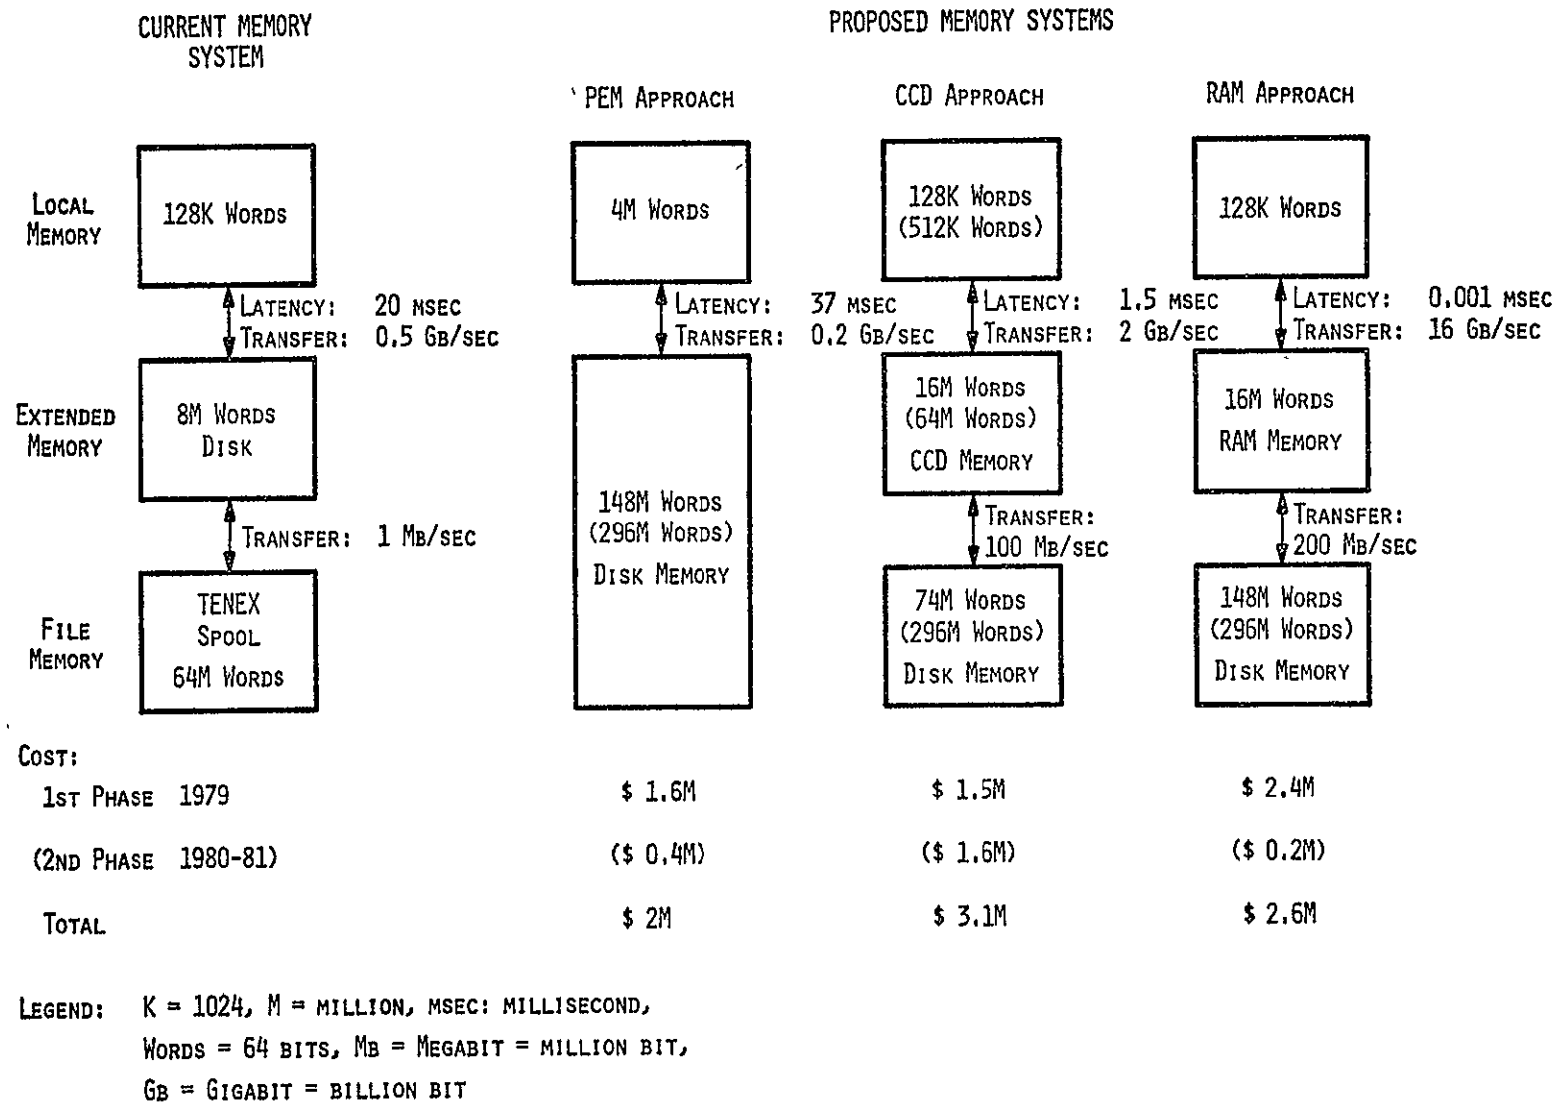 CURRENT MEMORY
SYSTEM
PROPOSED MEMORY SYSTEMS
PEM APPROACH
CCD APPROACH
RAM APPROACH
LOCAL
MEMORY
128K WORDS
4M WORDS
128K WORDS
(512K WORDS)
128K WORDS
LATENCY: 20 MSEC
TRANSFER: 0.5 GB/SEC
LATENCY: 37 MSEC
TRANSFER: 0.2 GB/SEC
LATENCY: 1.5 MSEC
TRANSFER: 2 GB/SEC
LATENCY: 0.001 MSEC
TRANSFER: 16 GB/SEC
EXTENDED
MEMORY
8M WORDS
DISK
148M WORDS
(296M WORDS)
DISK MEMORY
16M WORDS
(64M WORDS)
CCD MEMORY
16M WORDS
RAM MEMORY
TRANSFER: 1 MB/SEC
TRANSFER:
100 MB/SEC
TRANSFER:
200 MB/SEC
FILE
MEMORY
TENEX
SPOOL
64M WORDS
74M WORDS
(296M WORDS)
DISK MEMORY
148M WORDS
(296M WORDS)
DISK MEMORY
COST:
1ST PHASE 1979 $ 1.6M $ 1.5M $ 2.4M
(2ND PHASE 1980-81) ($ 0.4M) ($ 1.6M) ($ 0.2M)
TOTAL $ 2M $ 3.1M $ 2.6M
LEGEND: K = 1024, M = MILLION, MSEC: MILLISECOND,
WORDS = 64 BITS, MB = MEGABIT = MILLION BIT,
GB = GIGABIT = BILLION BIT